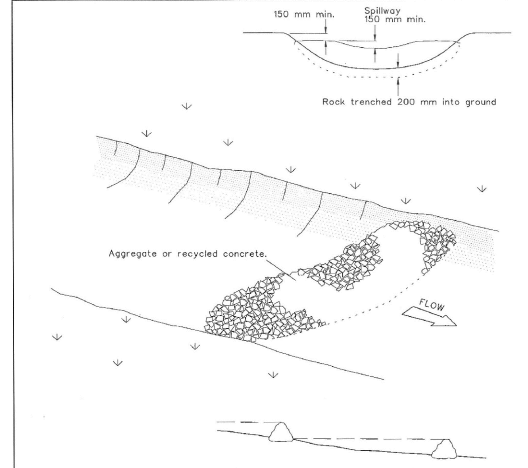 150 mm min.
Spillway
150 mm min.
Rock trenched 200 mm into ground
Aggregate or recycled concrete.
FLOW